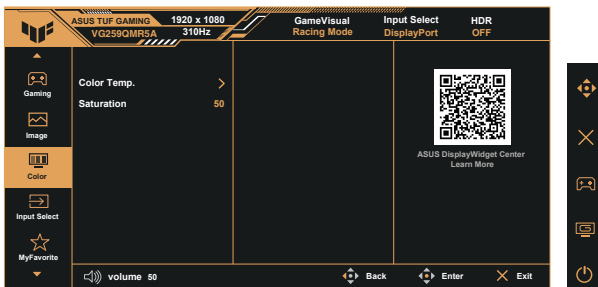 ASUS TUF GAMING 1920 x 1080 GameVisual Input Select HDR
VG259QMR5A 310Hz Racing Mode DisplayPort OFF
Gaming
Image
Color
Input Select
MyFavorite
Color Temp.
Saturation 50
ASUS DisplayWidget Center
Learn More
volume 50 Back Enter Exit